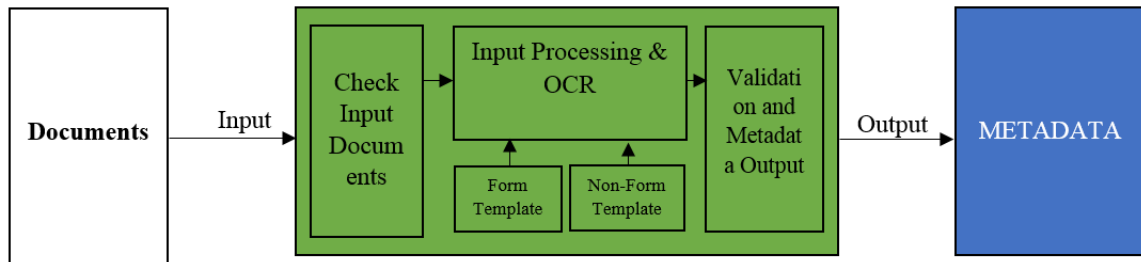 Documents
Input
Check
Input
Docum
ents
Input Processing &
OCR
Form
Template
Non-Form
Template
Validati
on and
Metadat
a Output
Output
METADATA